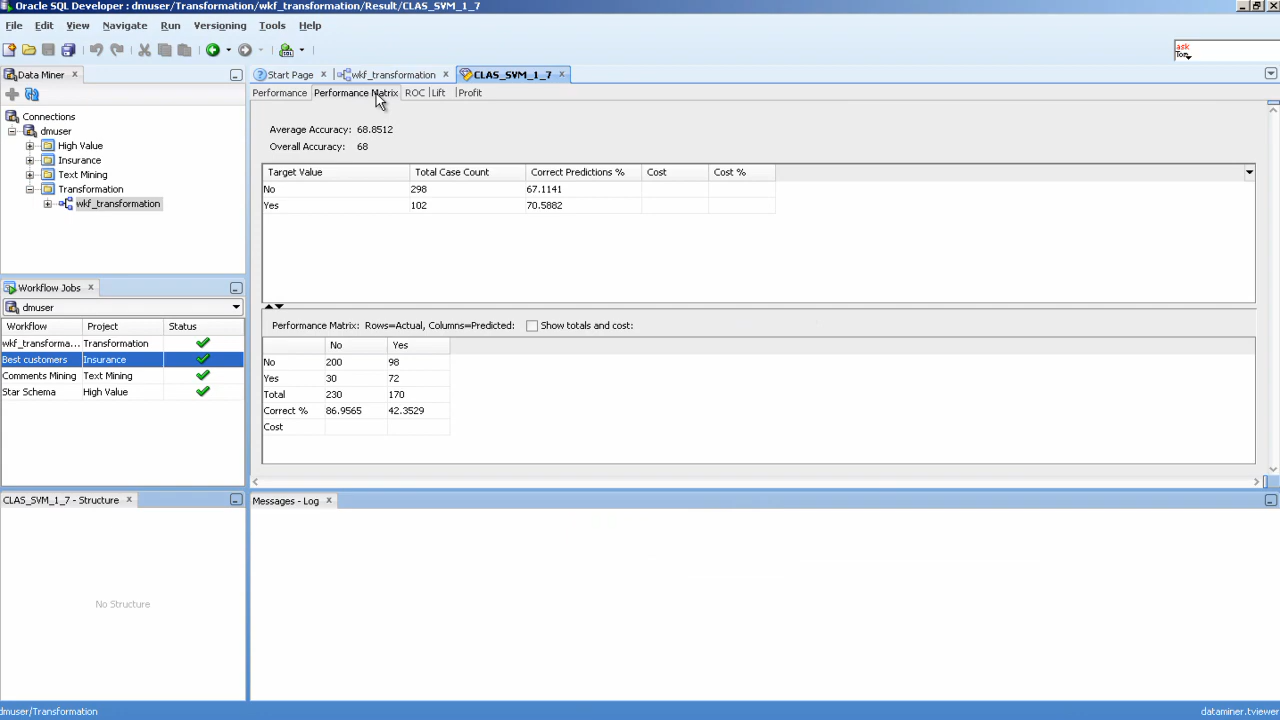 Oracle SQL Developer : dmuser/Transformation/wkf_transformation/Result/CLAS_SVM_1_7
File Edit View Navigate Run Versioning Tools Help
ask
Tom
Data Miner
Start Page wkf_transformation CLAS_SVM_1_7
Performance Performance Matrix ROC Lift Profit
Connections
dmuser
High Value
Insurance
Text Mining
Transformation
wkf_transformation
Average Accuracy: 68.8512
Overall Accuracy: 68
Target Value Total Case Count Correct Predictions % Cost Cost %
No 298 67.1141
Yes 102 70.5882
Workflow Jobs
dmuser
Workflow Project Status
wkf_transforma... Transformation
Best customers Insurance
Comments Mining Text Mining
Star Schema High Value
Performance Matrix: Rows=Actual, Columns=Predicted: Show totals and cost:
No Yes
No 200 98
Yes 30 72
Total 230 170
Correct % 86.9565 42.3529
Cost
CLAS_SVM_1_7 - Structure
No Structure
Messages - Log
dmuser/Transformation
dataminer.tviewer